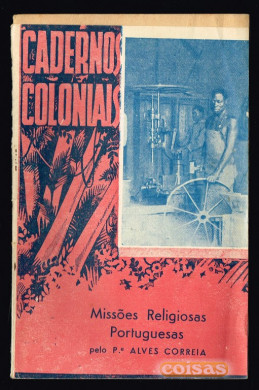 CADERNOS
COLONIAIS
Missões Religiosas
Portuguesas
pelo P.e ALVES CORREIA
coisas